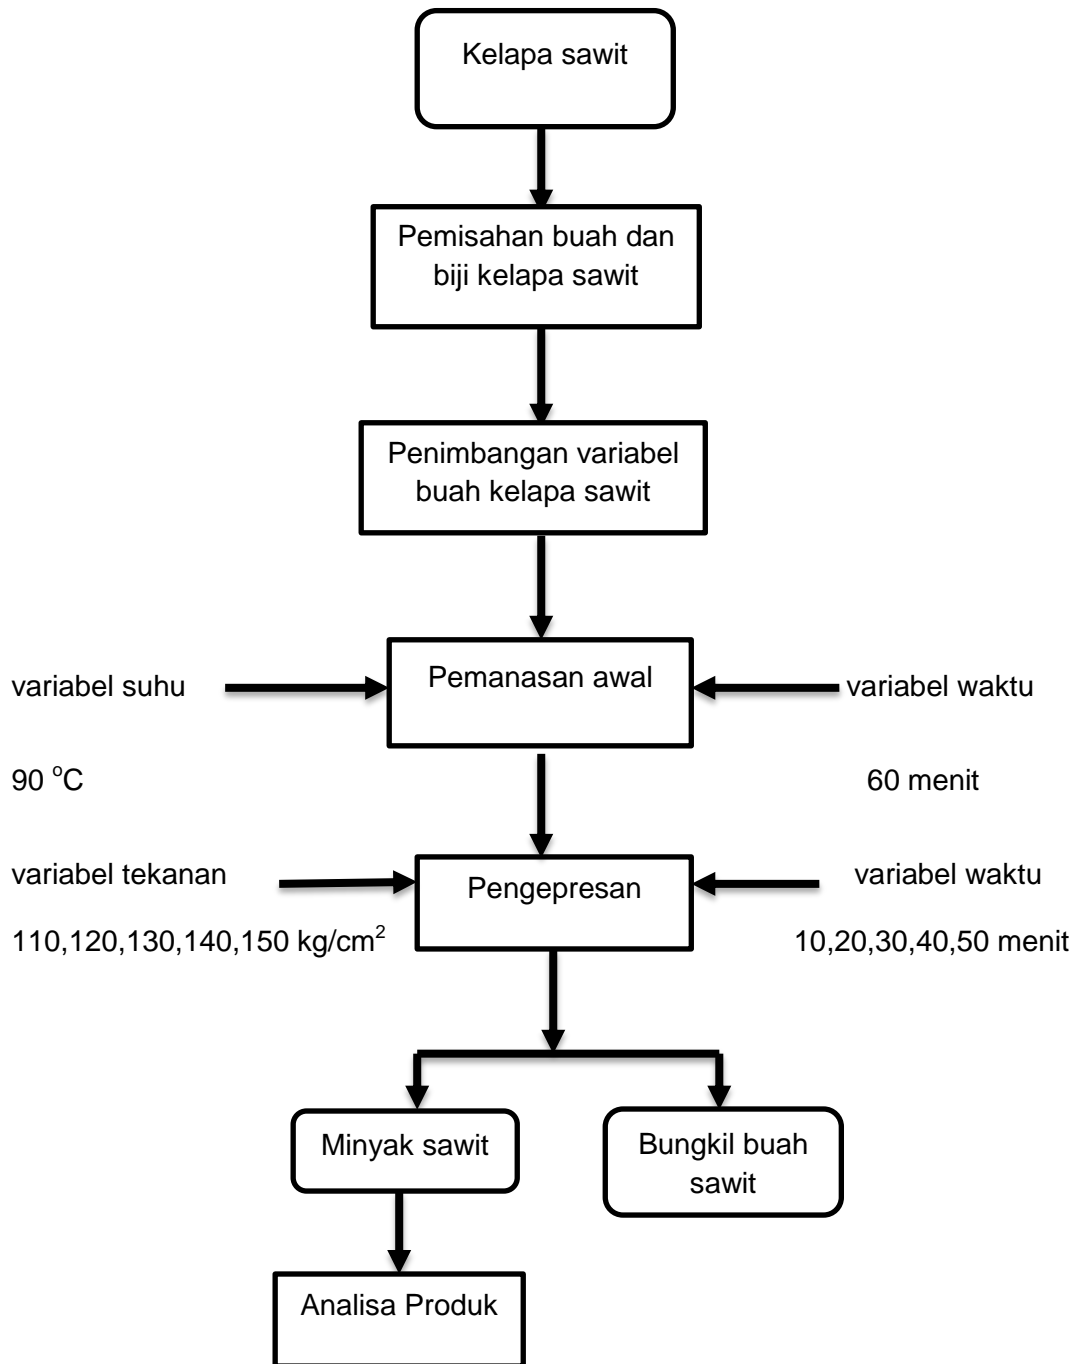 Kelapa sawit
Pemisahan buah dan
biji kelapa sawit
Penimbangan variabel
buah kelapa sawit
variabel suhu
Pemanasan awal
variabel waktu
90 °C
60 menit
variabel tekanan
Pengepresan
variabel waktu
110,120,130,140,150 kg/cm²
10,20,30,40,50 menit
Minyak sawit
Bungkil buah
sawit
Analisa Produk